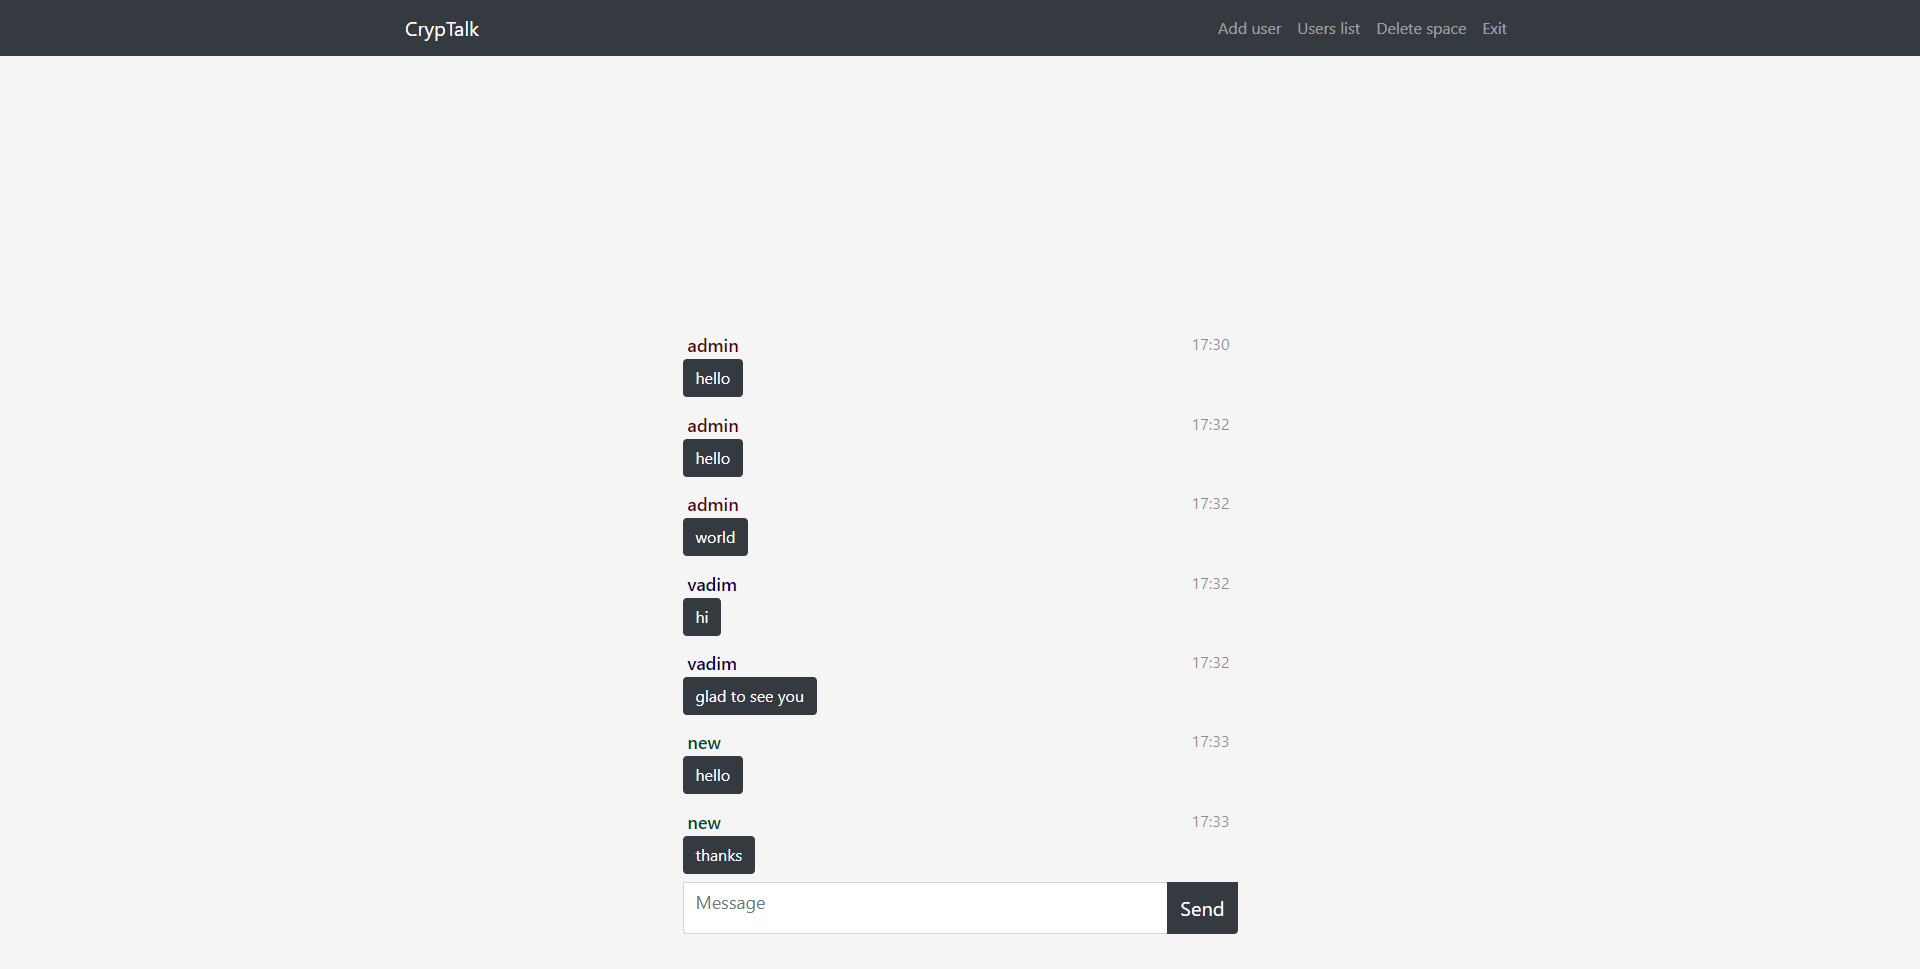 CrypTalk Add user Users list Delete space Exit
admin 17:30
hello
admin 17:32
hello
admin 17:32
world
vadim 17:32
hi
vadim 17:32
glad to see you
new 17:33
hello
new 17:33
thanks
Message Send